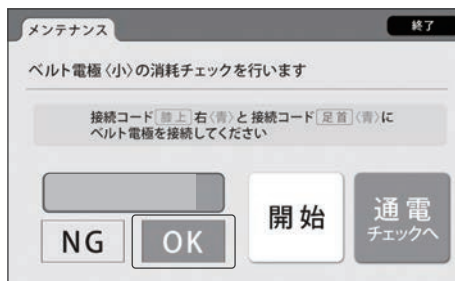 メンテナンス
終了
ベルト電極〈小〉の消耗チェックを行います
接続コード 膝上 右〈青〉と接続コード 足首〈青〉に
ベルト電極を接続してください
NG
OK
開始
通電
チェックへ